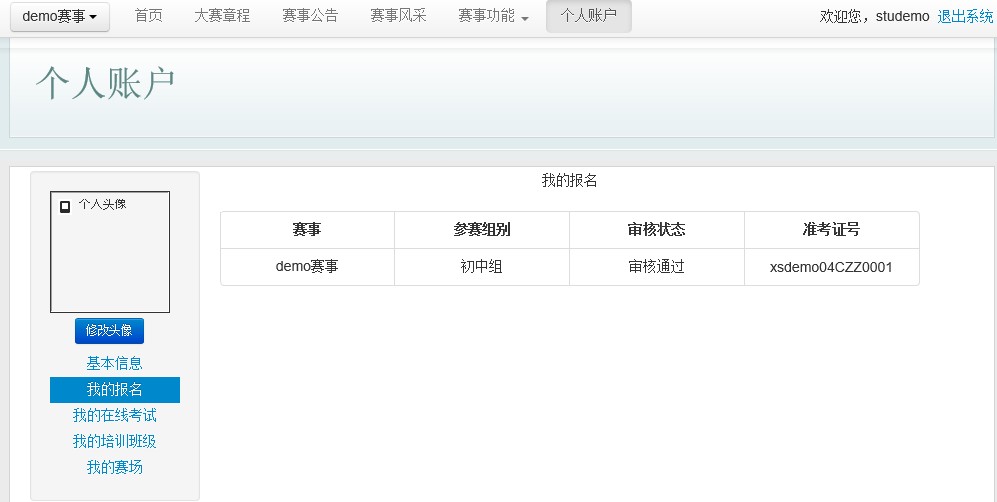 demo赛事 首页 大赛章程 赛事公告 赛事风采 赛事功能 个人账户 欢迎您，studemo 退出系统
个人账户
个人头像
修改头像
基本信息
我的报名
我的在线考试
我的培训班级
我的赛场
我的报名
赛事 参赛组别 审核状态 准考证号
demo赛事 初中组 审核通过 xsdemo04CZZ0001